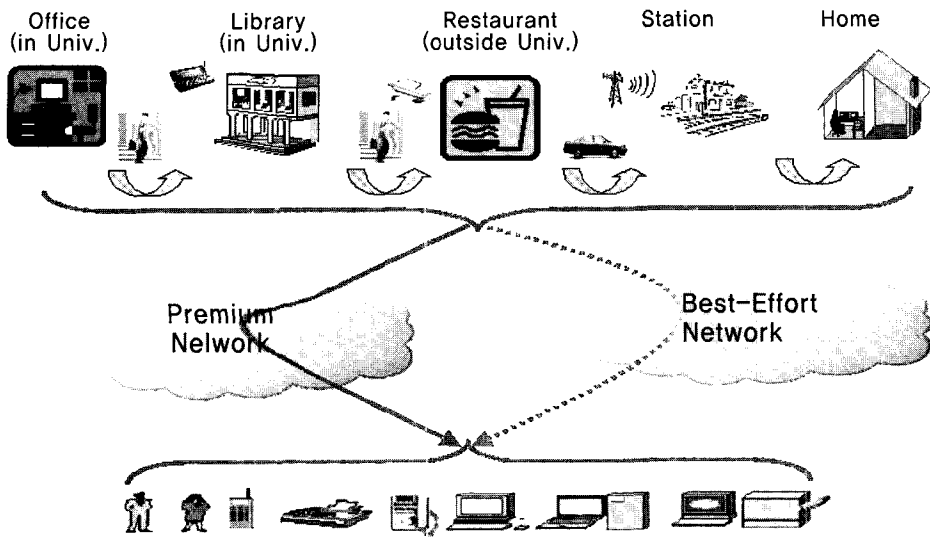 Office
(in Univ.)
Library
(in Univ.)
Restaurant
(outside Univ.)
Station
Home
Premium
Nelwork
Best-Effort
Network